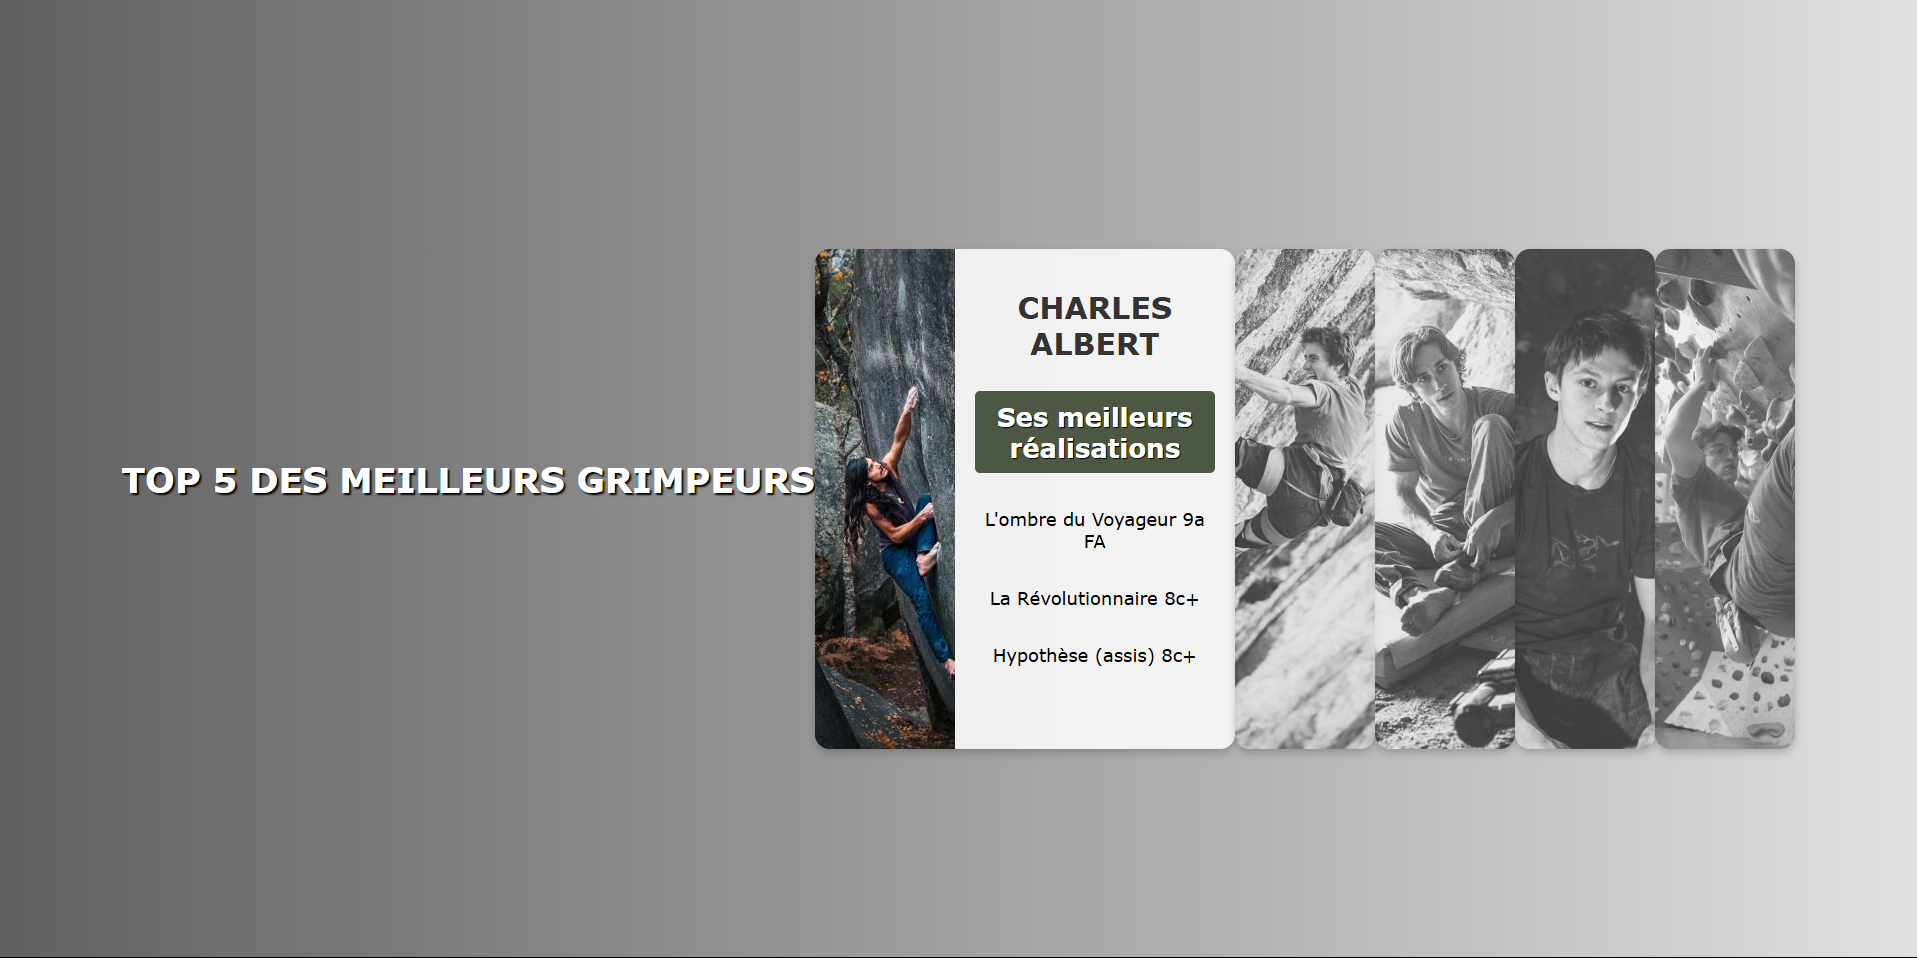 TOP 5 DES MEILLEURS GRIMPEURS
CHARLES
ALBERT
Ses meilleurs
réalisations
L'ombre du Voyageur 9a
FA
La Révolutionnaire 8c+
Hypothèse (assis) 8c+